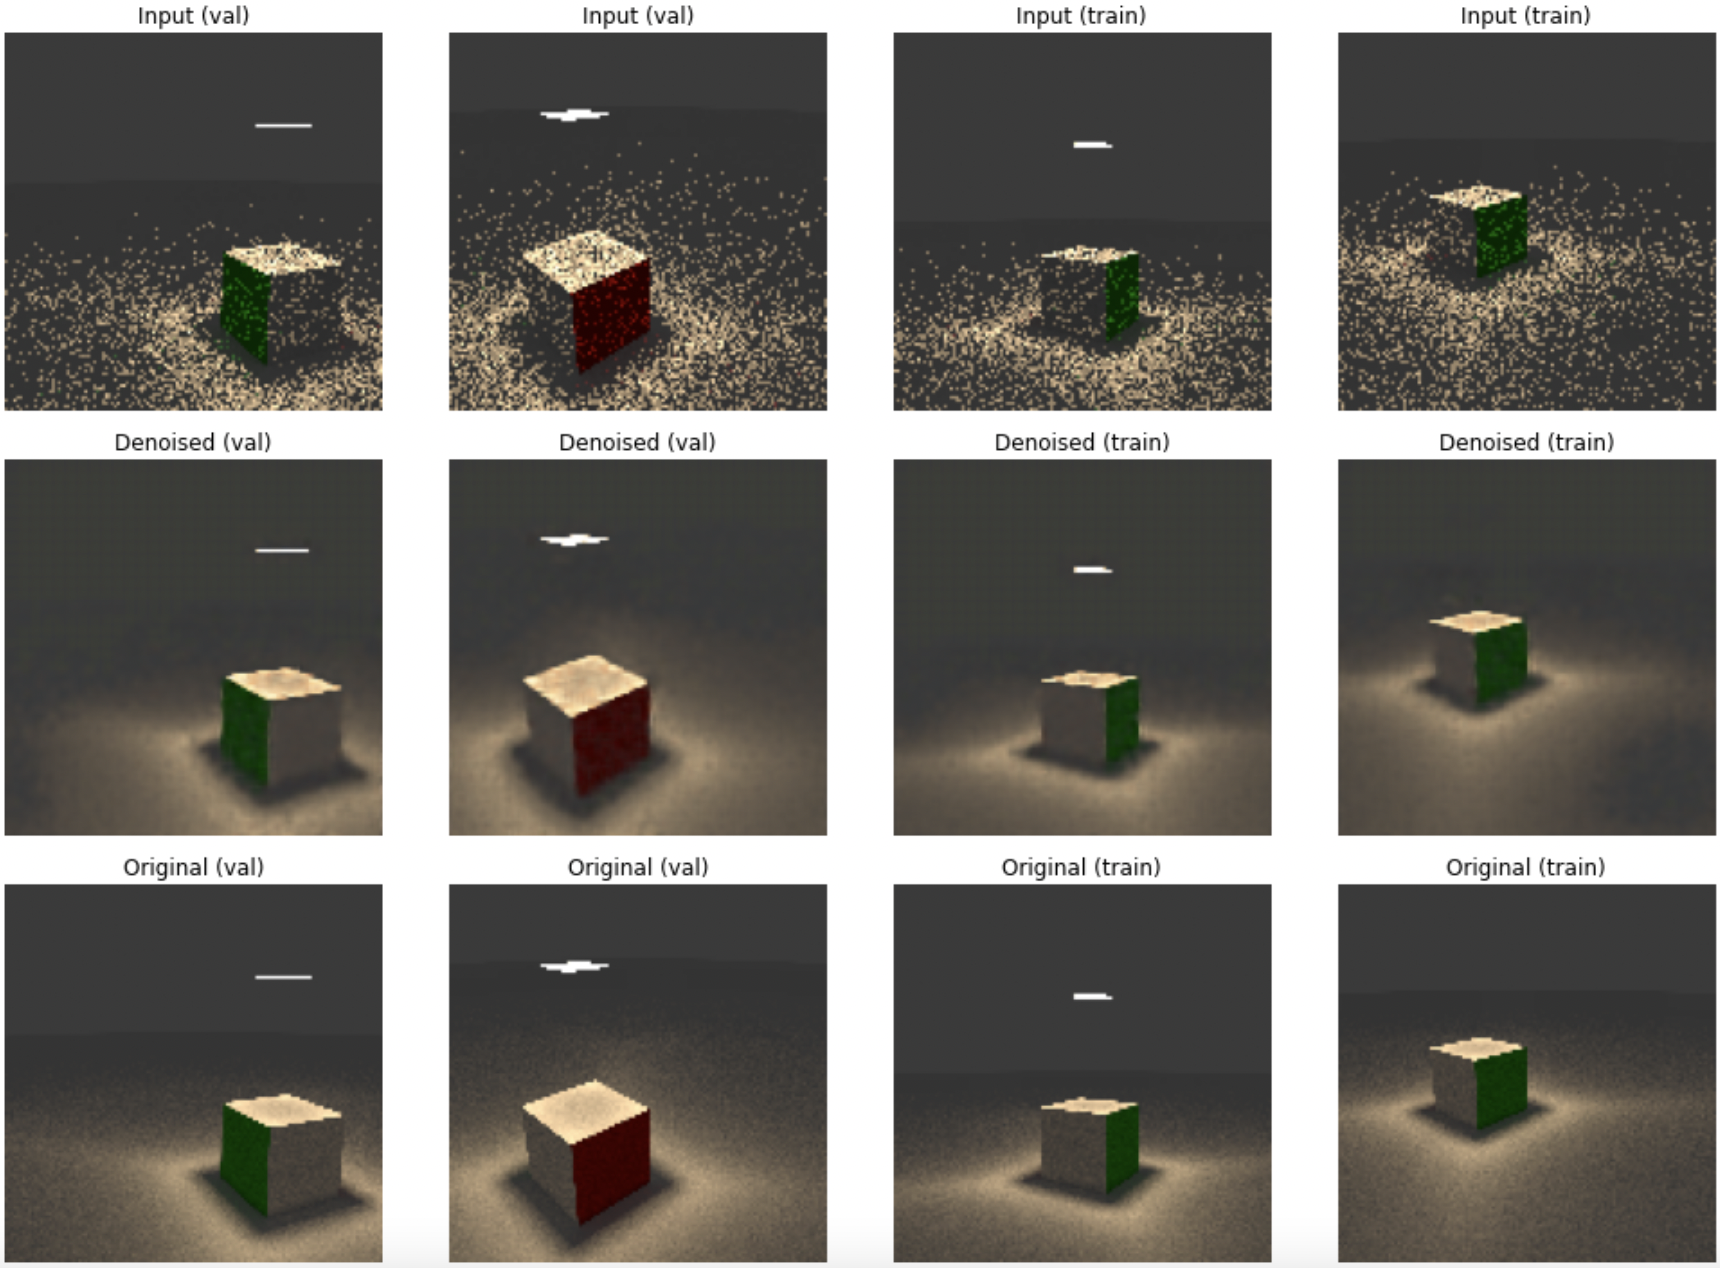 Input (val)
Input (val)
Input (train)
Input (train)
Denoised (val)
Denoised (val)
Denoised (train)
Denoised (train)
Original (val)
Original (val)
Original (train)
Original (train)